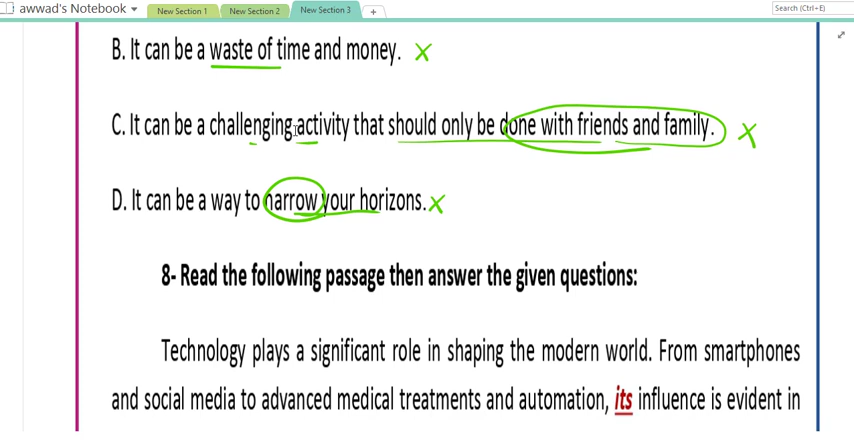 awwad's Notebook
New Section 1
New Section 2
New Section 3
+
Search (Ctrl+E)
B. It can be a waste of time and money. X
C. It can be a challenging activity that should only be done with friends and family. X
D. It can be a way to narrow your horizons. X
8- Read the following passage then answer the given questions:
Technology plays a significant role in shaping the modern world. From smartphones
and social media to advanced medical treatments and automation, its influence is evident in